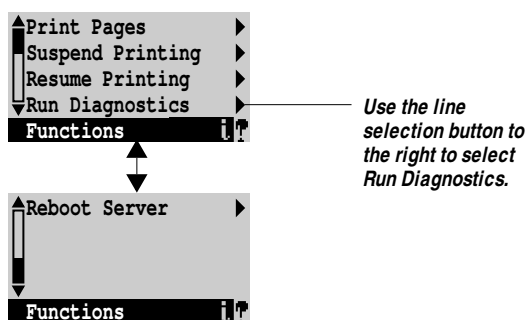 Print Pages
Suspend Printing
Resume Printing
Run Diagnostics
Functions
Use the line
selection button to
the right to select
Run Diagnostics.
Reboot Server
Functions